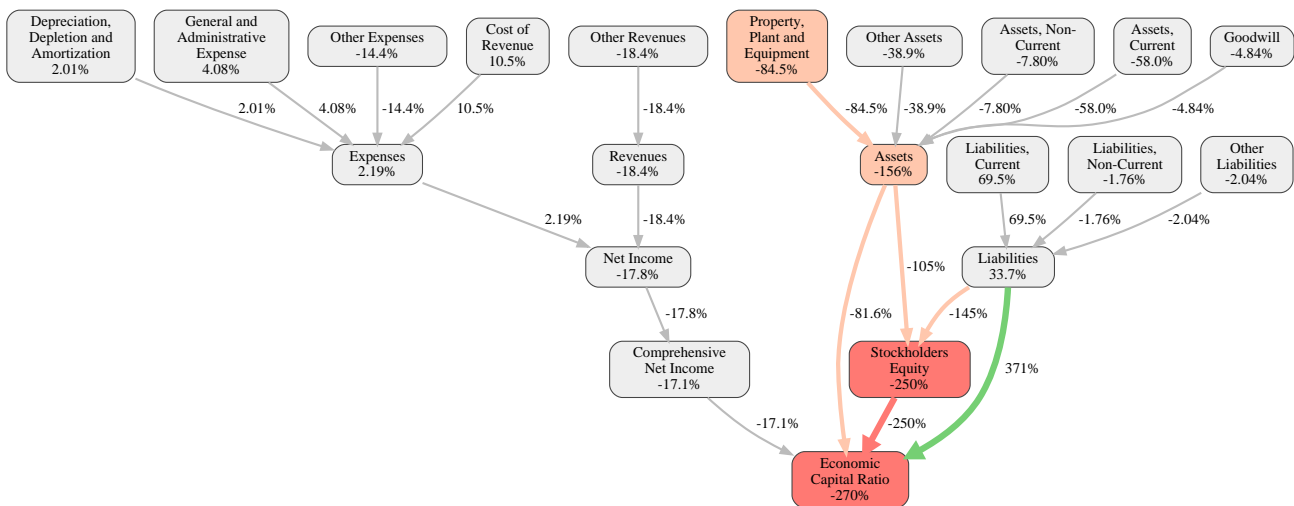 Depreciation,
Depletion and
Amortization
2.01%
General and
Administrative
Expense
4.08%
Other Expenses
-14.4%
Cost of
Revenue
10.5%
Other Revenues
-18.4%
Property,
Plant and
Equipment
-84.5%
Other Assets
-38.9%
Assets, Non-
Current
-7.80%
Assets,
Current
-58.0%
Goodwill
-4.84%
2.01%
4.08%
-14.4%
10.5%
-18.4%
-84.5%
-38.9%
-7.80%
-58.0%
-4.84%
Expenses
2.19%
Revenues
-18.4%
Assets
-156%
Liabilities,
Current
69.5%
Liabilities,
Non-Current
-1.76%
Other
Liabilities
-2.04%
2.19%
-18.4%
69.5%
-1.76%
-2.04%
Net Income
-17.8%
-105%
Liabilities
33.7%
-17.8%
-81.6%
-145%
Comprehensive
Net Income
-17.1%
Stockholders
Equity
-250%
371%
-17.1%
-250%
Economic
Capital Ratio
-270%